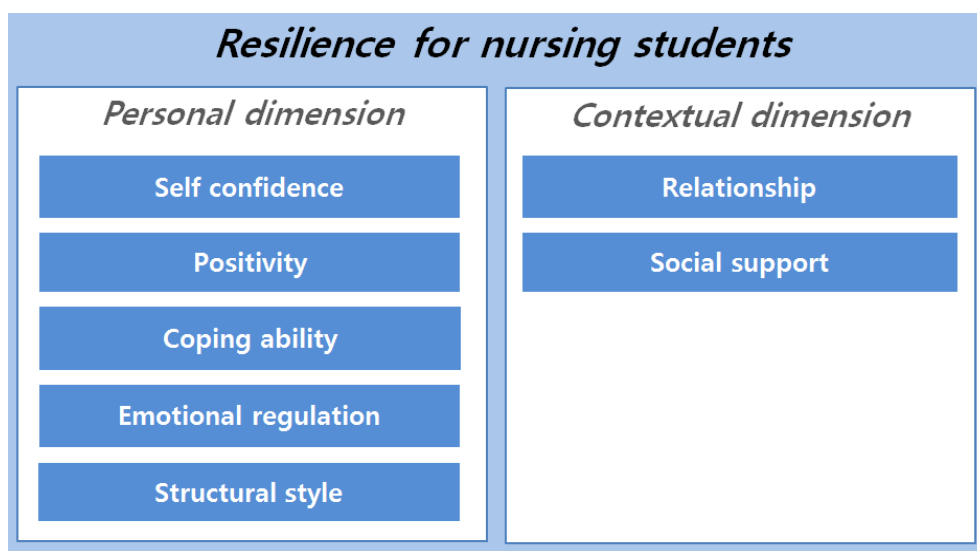 Resilience for nursing students
Personal dimension
Self confidence
Positivity
Coping ability
Emotional regulation
Structural style
Contextual dimension
Relationship
Social support